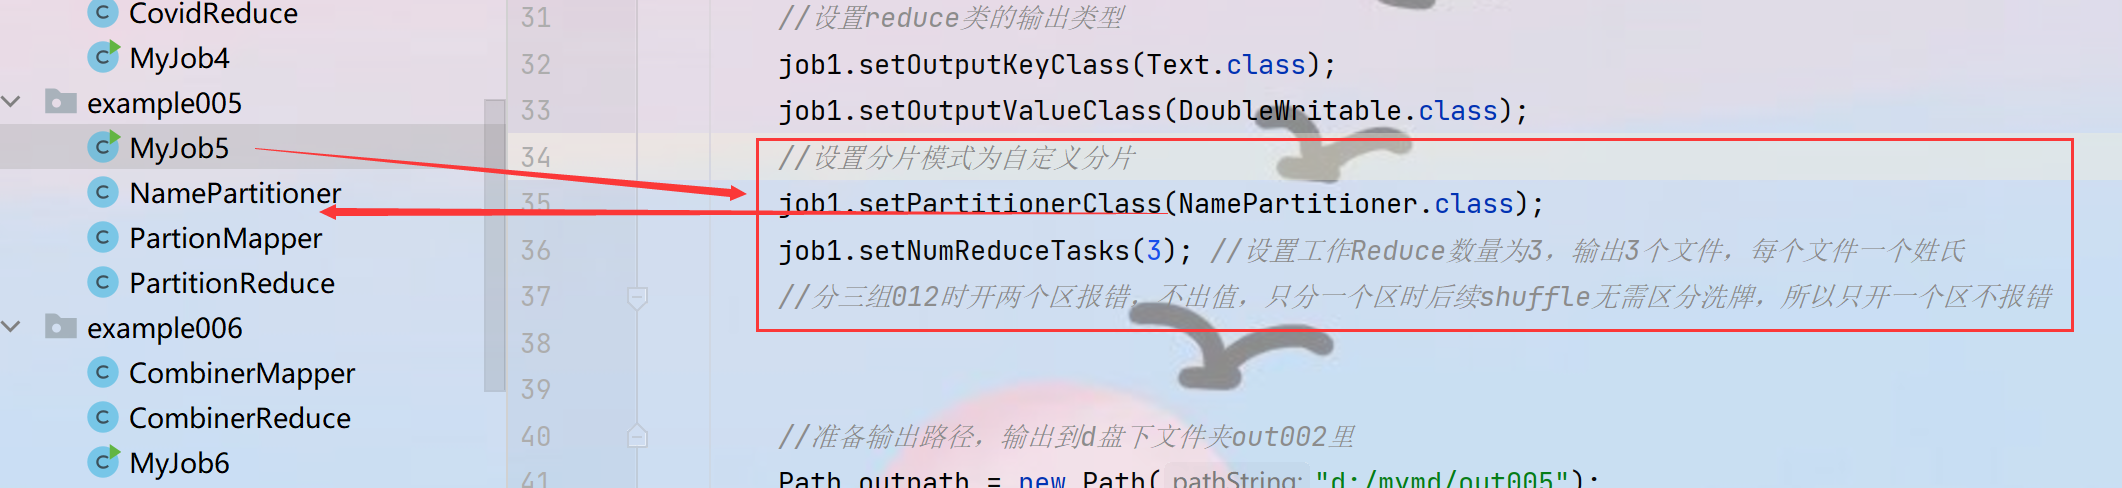 CovidReduce
MyJob4
example005
MyJob5
NamePartitioner
PartionMapper
PartitionReduce
example006
CombinerMapper
CombinerReduce
MyJob6
31 //设置reduce类的输出类型
32 job1.setOutputKeyClass(Text.class);
33 job1.setOutputValueClass(DoubleWritable.class);
34 //设置分片模式为自定义分片
35 job1.setPartitionerClass(NamePartitioner.class);
36 job1.setNumReduceTasks(3); //设置工作Reduce数量为3，输出3个文件，每个文件一个姓氏
37 //分三组012时开两个区报错，不出值，只分一个区时后续shuffle无需区分洗牌，所以只开一个区不报错
38
39
40 //准备输出路径，输出到d盘下文件夹out002里
41 Path outpath = new Path( pathString: "d:/mymd/out005");